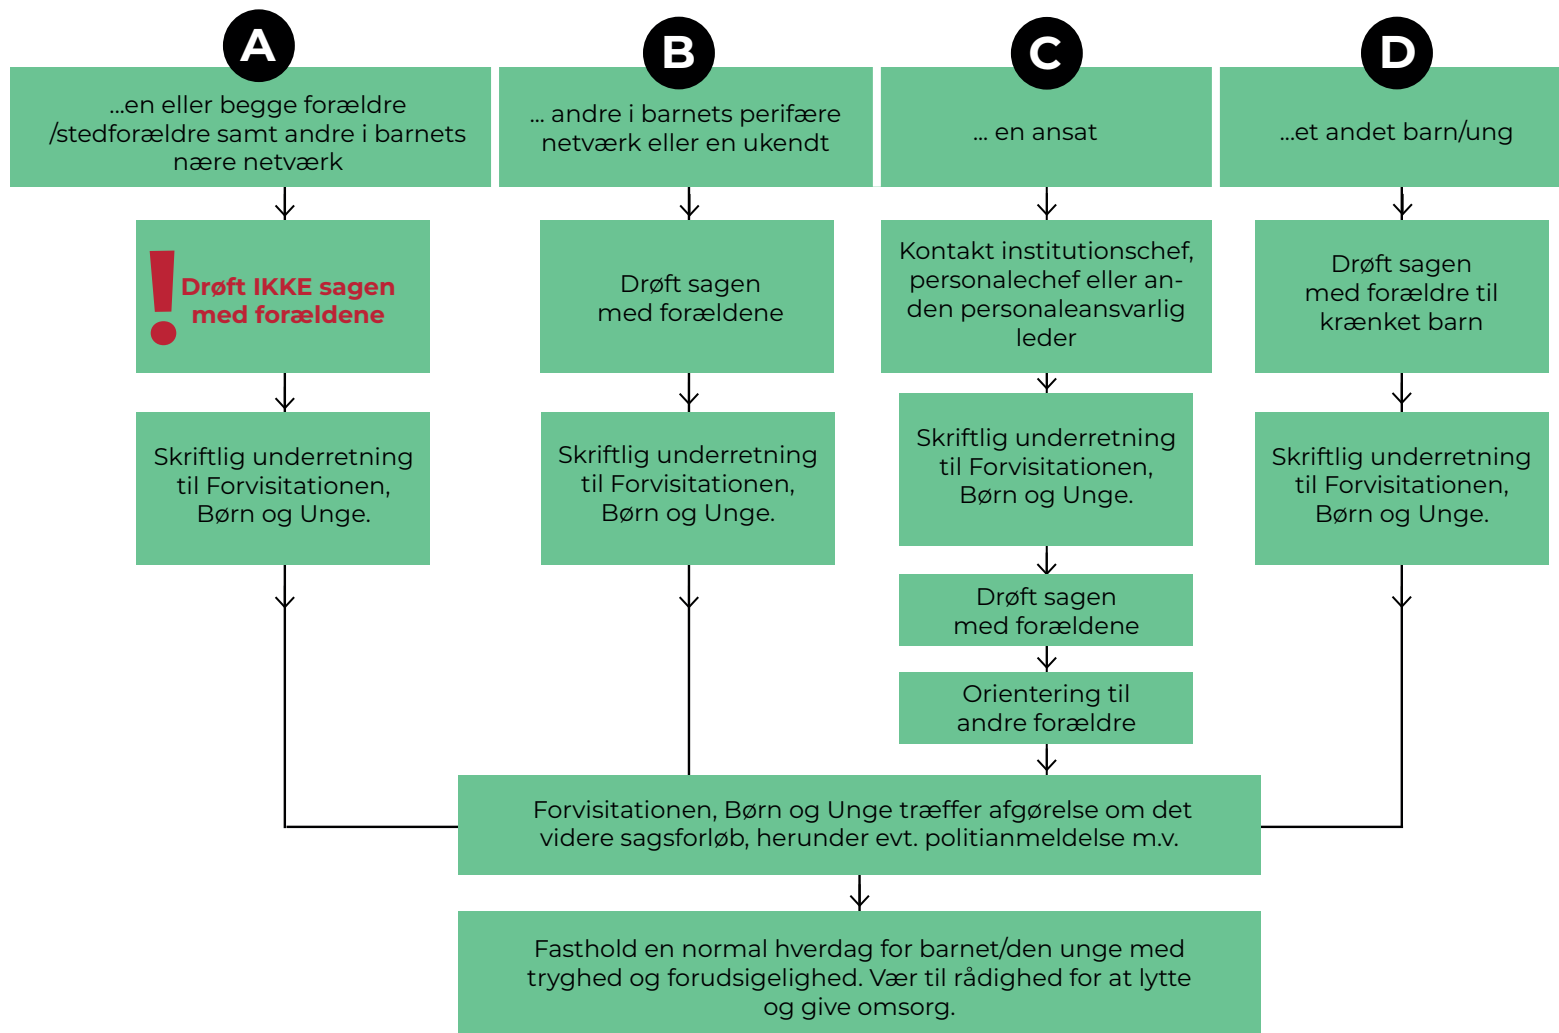 A
...en eller begge forældre
/stedforældre samt andre i barnets
nære netværk
B
... andre i barnets perifære
netværk eller en ukendt
C
... en ansat
D
...et andet barn/ung
!
Drøft IKKE sagen
med forældene
Drøft sagen
med forældene
Kontakt institutionschef,
personalechef eller an-
den personaleansvarlig
leder
Drøft sagen
med forældre til
krænket barn
Skriftlig underretning
til Forvisitationen,
Børn og Unge.
Skriftlig underretning
til Forvisitationen,
Børn og Unge.
Skriftlig underretning
til Forvisitationen,
Børn og Unge.
Skriftlig underretning
til Forvisitationen,
Børn og Unge.
Drøft sagen
med forældene
Orientering til
andre forældre
Forvisitationen, Børn og Unge træffer afgørelse om det
videre sagsforløb, herunder evt. politianmeldelse m.v.
Fasthold en normal hverdag for barnet/den unge med
tryghed og forudsigelighed. Vær til rådighed for at lytte
og give omsorg.